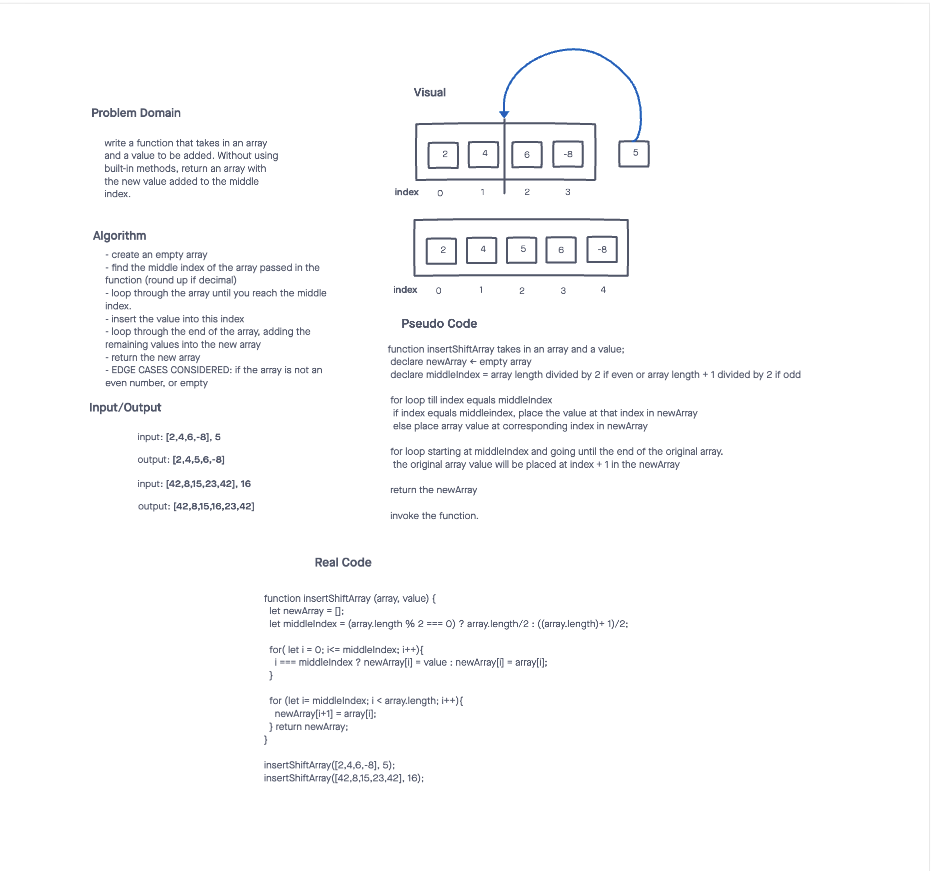 Problem Domain
write a function that takes in an array
and a value to be added. Without using
built-in methods, return an array with
the new value added to the middle
index.
Algorithm
- create an empty array
- find the middle index of the array passed in the
function (round up if decimal)
- loop through the array until you reach the middle
index.
- insert the value into this index
- loop through the end of the array, adding the
remaining values into the new array
- return the new array
- EDGE CASES CONSIDERED: if the array is not an
even number, or empty
Input/Output
input: [2,4,6,-8], 5
output: [2,4,5,6,-8]
input: [42,8,15,23,42], 16
output: [42,8,15,16,23,42]
Visual
2 4 6 -8 5
index 0 1 2 3
2 4 5 6 -8
index 0 1 2 3 4
Pseudo Code
function insertShiftArray takes in an array and a value;
declare newArray ← empty array
declare middleIndex = array length divided by 2 if even or array length + 1 divided by 2 if odd
for loop till index equals middleIndex
if index equals middleindex, place the value at that index in newArray
else place array value at corresponding index in newArray
for loop starting at middleIndex and going until the end of the original array.
the original array value will be placed at index + 1 in the newArray
return the newArray
invoke the function.
Real Code
function insertShiftArray (array, value) {
let newArray = [];
let middleIndex = (array.length % 2 === 0) ? array.length/2 : ((array.length)+ 1)/2;
for( let i = 0; i<= middleIndex; i++){
i === middleIndex ? newArray[i] = value : newArray[i] = array[i];
}
for (let i= middleIndex; i < array.length; i++){
newArray[i+1] = array[i];
} return newArray;
}
insertShiftArray([2,4,6,-8], 5);
insertShiftArray([42,8,15,23,42], 16);